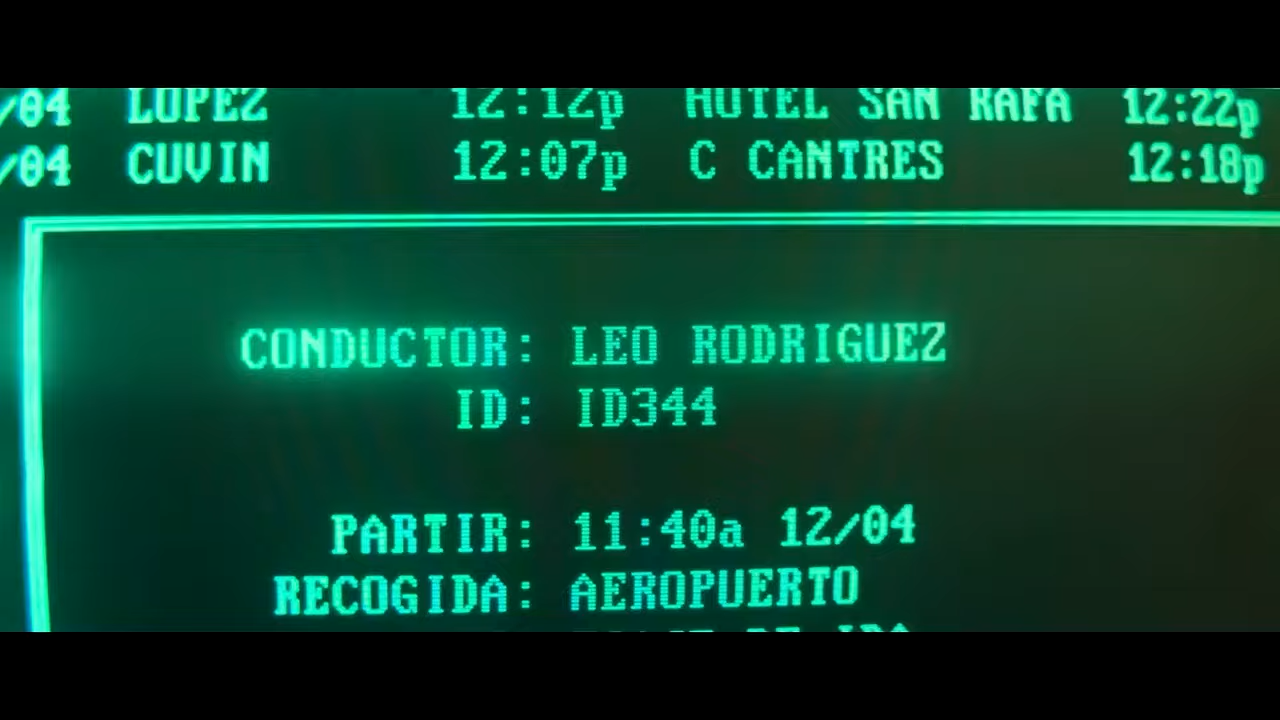 /04 LOPEZ 12:12p HOTEL SAN RAFA 12:22p
/04 CUVIN 12:07p C CANTRES 12:18p
CONDUCTOR: LEO RODRIGUEZ
ID: ID344
PARTIR: 11:40a 12/04
RECOGIDA: AEROPUERTO